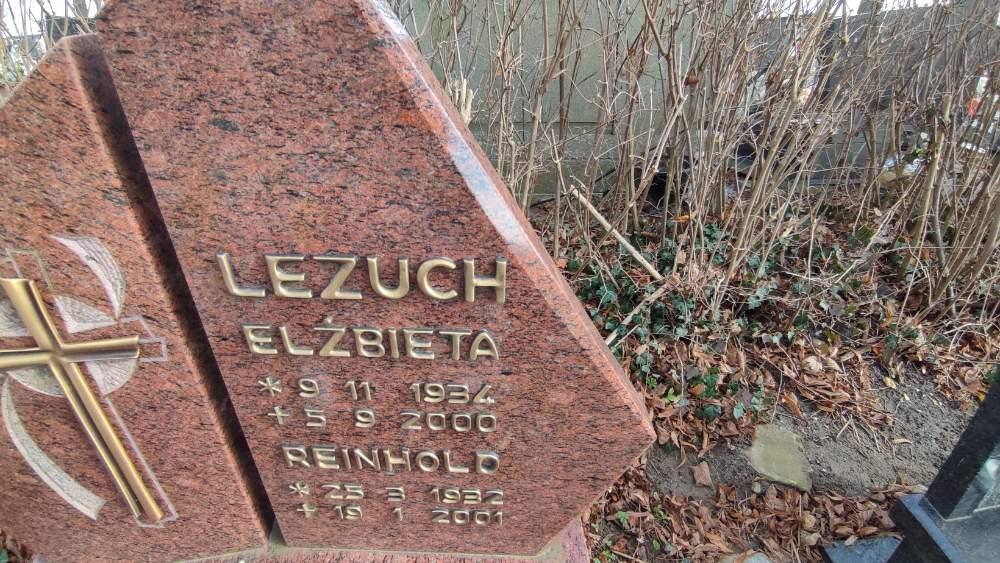 LEZUCH
ELŻBIETA
* 9 11 1934
+ 5 9 2000
REINHOLD
* 25 3 1932
+ 19 1 2001